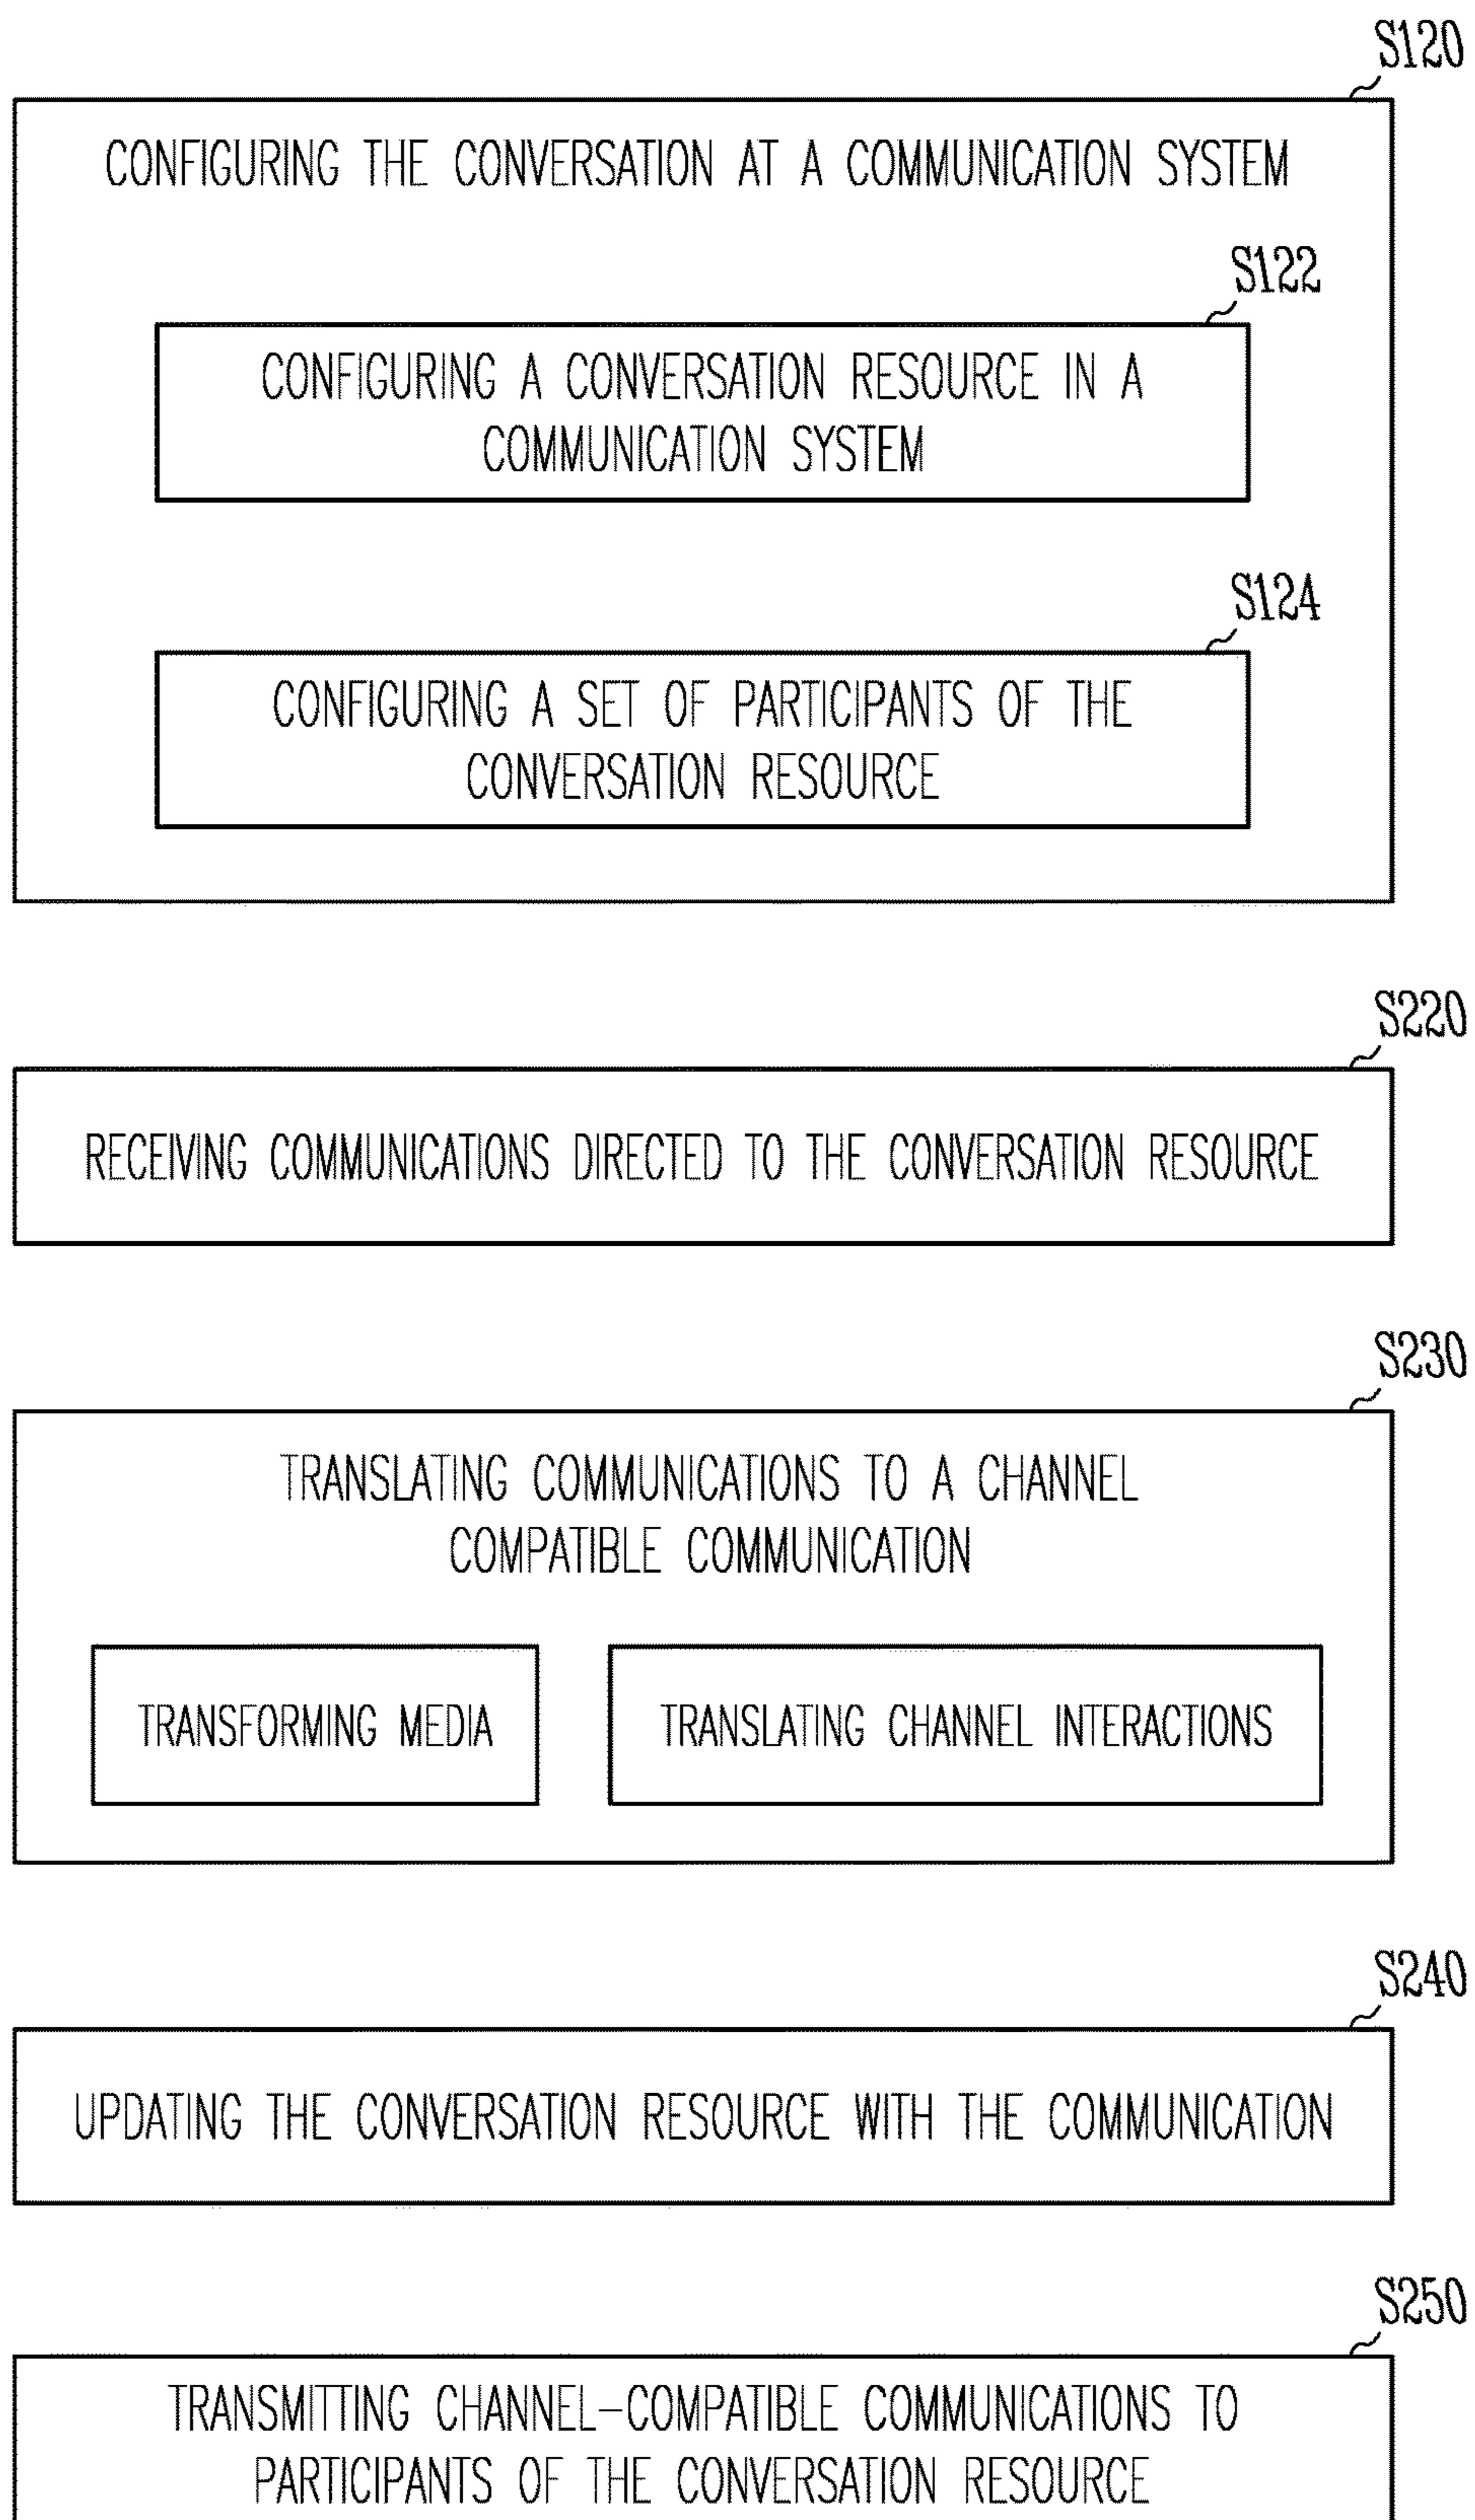 S120
CONFIGURING THE CONVERSATION AT A COMMUNICATION SYSTEM
S122
CONFIGURING A CONVERSATION RESOURCE IN A
COMMUNICATION SYSTEM
S124
CONFIGURING A SET OF PARTICIPANTS OF THE
CONVERSATION RESOURCE
S220
RECEIVING COMMUNICATIONS DIRECTED TO THE CONVERSATION RESOURCE
S230
TRANSLATING COMMUNICATIONS TO A CHANNEL
COMPATIBLE COMMUNICATION
TRANSFORMING MEDIA
TRANSLATING CHANNEL INTERACTIONS
S240
UPDATING THE CONVERSATION RESOURCE WITH THE COMMUNICATION
S250
TRANSMITTING CHANNEL-COMPATIBLE COMMUNICATIONS TO
PARTICIPANTS OF THE CONVERSATION RESOURCE